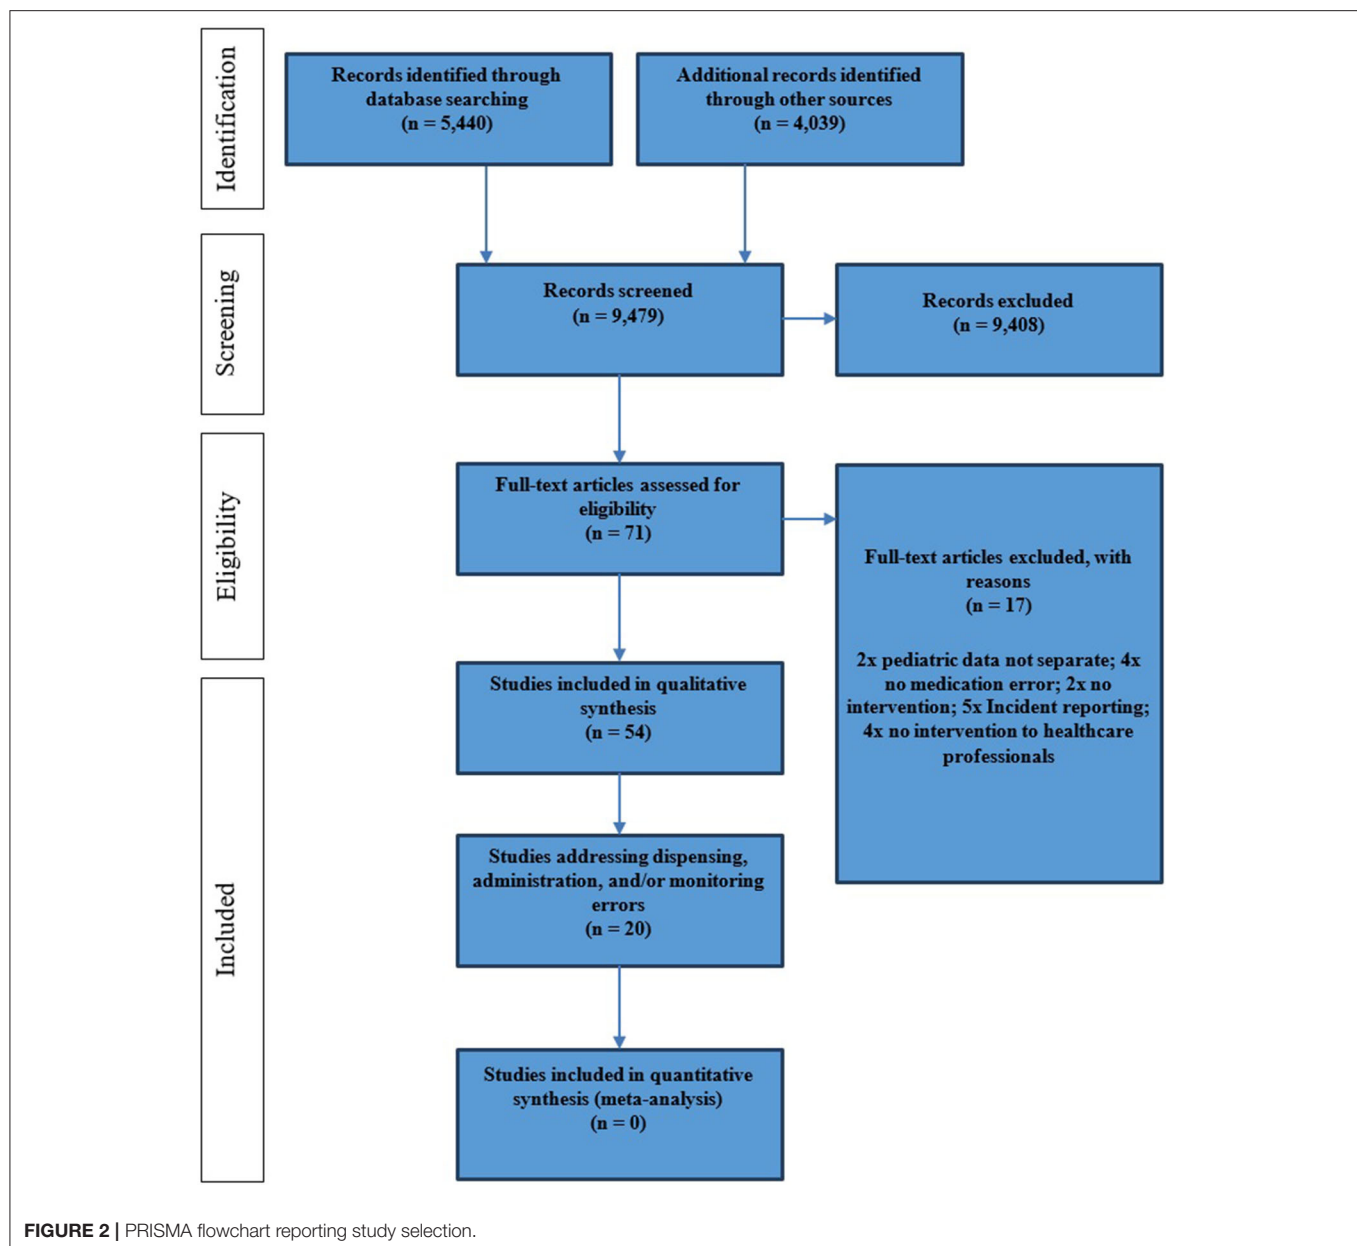 Identification
Records identified through
database searching
(n = 5,440)
Additional records identified
through other sources
(n = 4,039)
Screening
Records screened
(n = 9,479)
Records excluded
(n = 9,408)
Eligibility
Full-text articles assessed for
eligibility
(n = 71)
Full-text articles excluded, with
reasons
(n = 17)
2x pediatric data not separate; 4x
no medication error; 2x no
intervention; 5x Incident reporting;
4x no intervention to healthcare
professionals
Included
Studies included in qualitative
synthesis
(n = 54)
Studies addressing dispensing,
administration, and/or monitoring
errors
(n = 20)
Studies included in quantitative
synthesis (meta-analysis)
(n = 0)
FIGURE 2 | PRISMA flowchart reporting study selection.